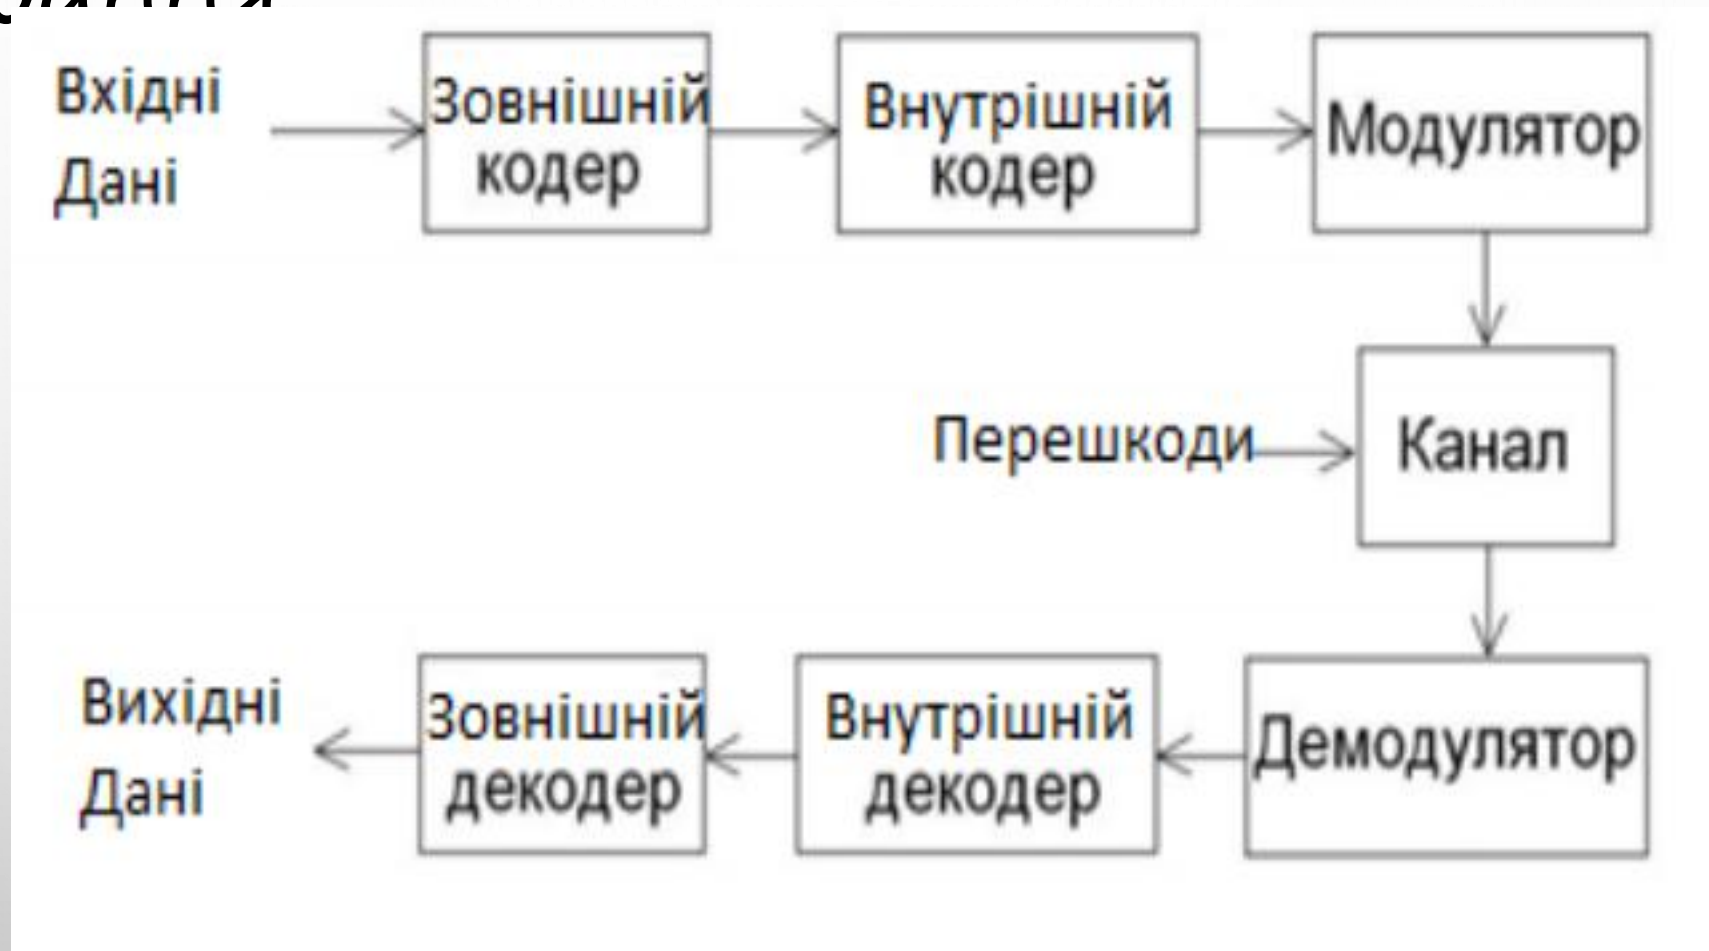 Вхідні
Дані
Зовнішній
кодер
Внутрішній
кодер
Модулятор
Перешкоди
Канал
Вихідні
Дані
Зовнішній
декодер
Внутрішній
декодер
Демодулятор